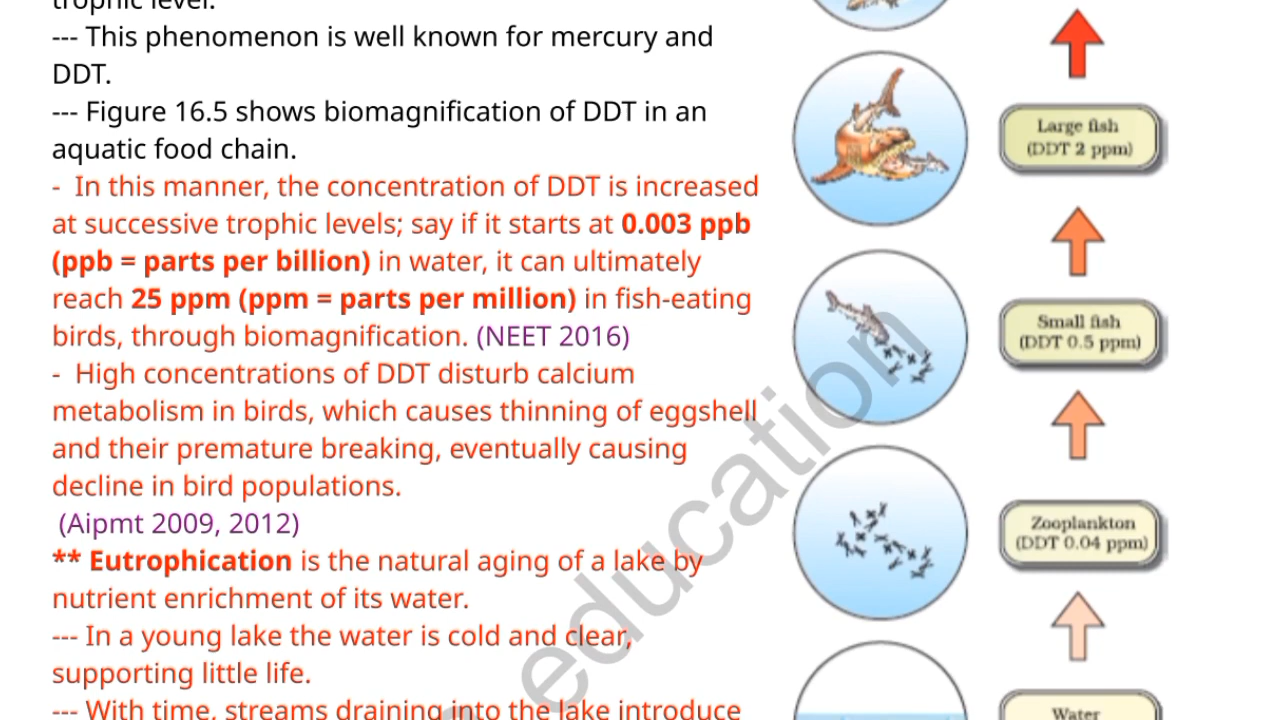 trophic level.
--- This phenomenon is well known for mercury and
DDT.
--- Figure 16.5 shows biomagnification of DDT in an
aquatic food chain.
- In this manner, the concentration of DDT is increased
at successive trophic levels; say if it starts at 0.003 ppb
(ppb = parts per billion) in water, it can ultimately
reach 25 ppm (ppm = parts per million) in fish-eating
birds, through biomagnification. (NEET 2016)
- High concentrations of DDT disturb calcium
metabolism in birds, which causes thinning of eggshell
and their premature breaking, eventually causing
decline in bird populations.
(Aipmt 2009, 2012)
** Eutrophication is the natural aging of a lake by
nutrient enrichment of its water.
--- In a young lake the water is cold and clear,
supporting little life.
--- With time, streams draining into the lake introduce
Large fish
(DDT 2 ppm)
Small fish
(DDT 0.5 ppm)
Zooplankton
(DDT 0.04 ppm)
Water
education